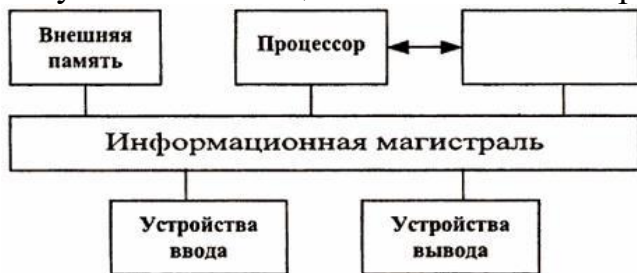 Внешняя
память
Процессор
Информационная магистраль
Устройства
ввода
Устройства
вывода